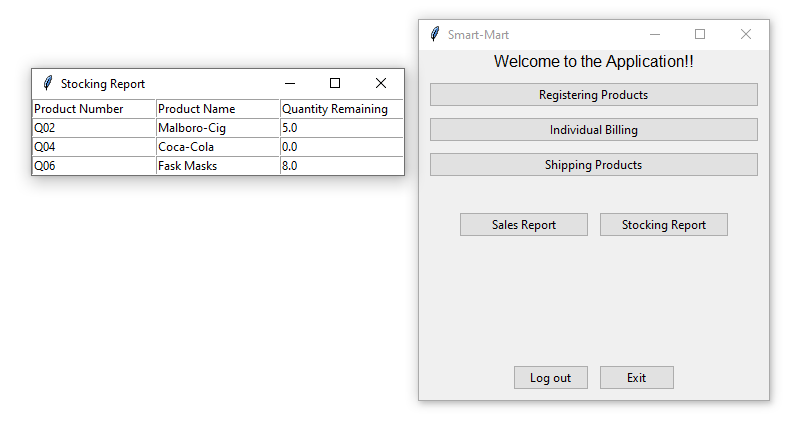 Stocking Report
Product Number Product Name Quantity Remaining
Q02 Malboro-Cig 5.0
Q04 Coca-Cola 0.0
Q06 Fask Masks 8.0
Smart-Mart
Welcome to the Application!!
Registering Products
Individual Billing
Shipping Products
Sales Report Stocking Report
Log out Exit